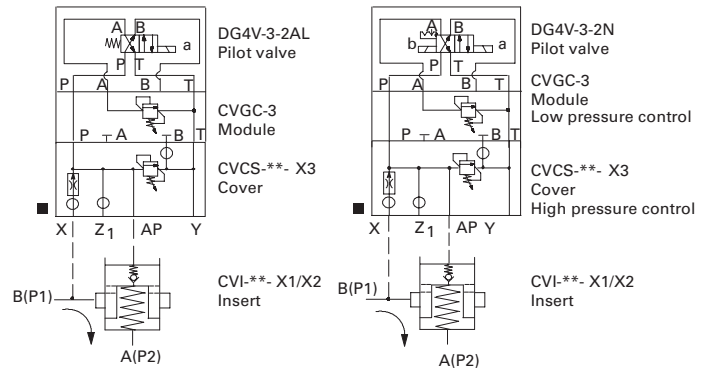 A B
DG4V-3-2AL
Pilot valve
a
P T
P A B T
CVGC-3
Module
P A B T
CVCS-**- X3
Cover
X Z1 AP Y
B(P1)
CVI-**- X1/X2
Insert
A(P2)
A B
DG4V-3-2N
Pilot valve
b a
P T
P A B T
CVGC-3
Module
Low pressure control
P A B T
CVCS-**- X3
Cover
High pressure control
X Z1 AP Y
B(P1)
CVI-**- X1/X2
Insert
A(P2)